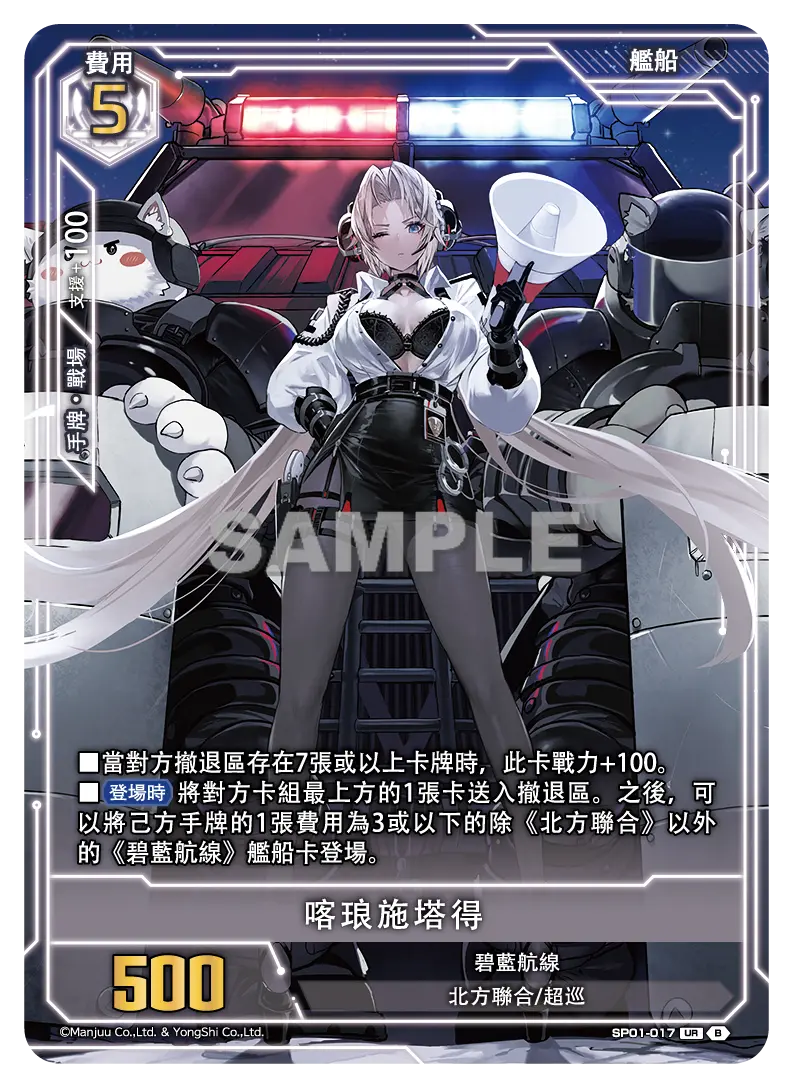 費用
5
艦船
手牌・戰場 支援+100
SAMPLE
■當對方撤退區存在7張或以上卡牌時，此卡戰力+100。
■登場時 將對方卡組最上方的1張卡送入撤退區。之後，可
以將己方手牌的1張費用為3或以下的除《北方聯合》以外
的《碧藍航線》艦船卡登場。
喀琅施塔得
500
碧藍航線
北方聯合/超巡
©Manjuu Co.,Ltd. & YongShi Co.,Ltd.
SP01-017 UR B